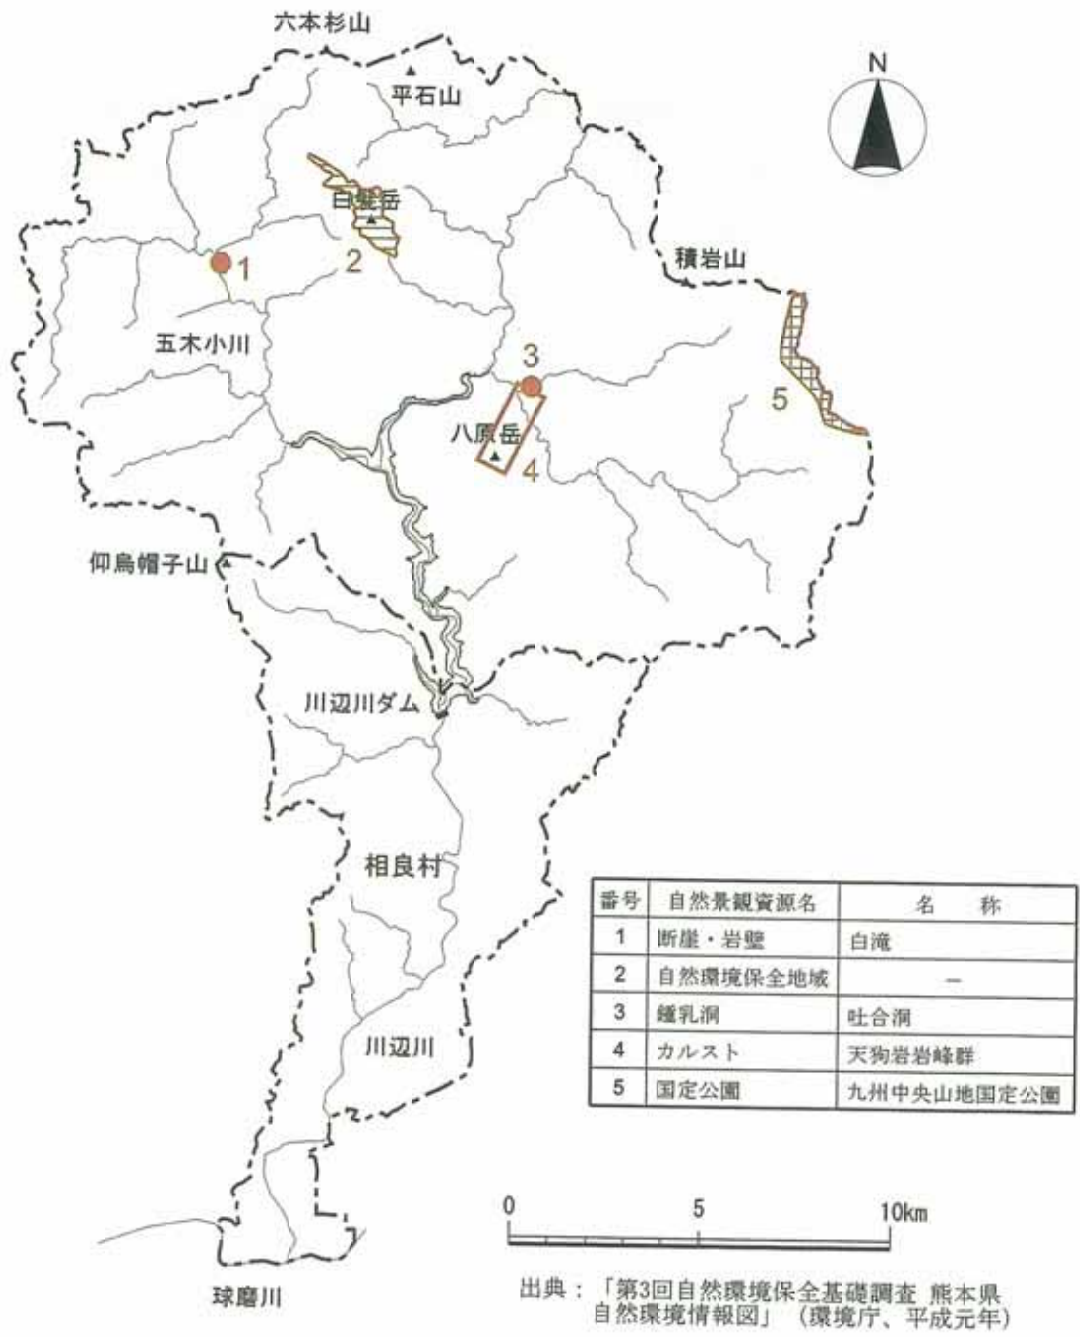 六本杉山
平石山
N
白髪岳
積岩山
1
2
五木小川
3
5
八原岳
4
仰烏帽子山
川辺川ダム
相良村
番号 自然景観資源名 名 称
1 断崖・岩壁 白滝
2 自然環境保全地域 −
3 鍾乳洞 吐合洞
4 カルスト 天狗岩岩峰群
5 国定公園 九州中央山地国定公園
川辺川
0 5 10km
球磨川
出典：「第3回自然環境保全基礎調査 熊本県
自然環境情報図」（環境庁、平成元年）